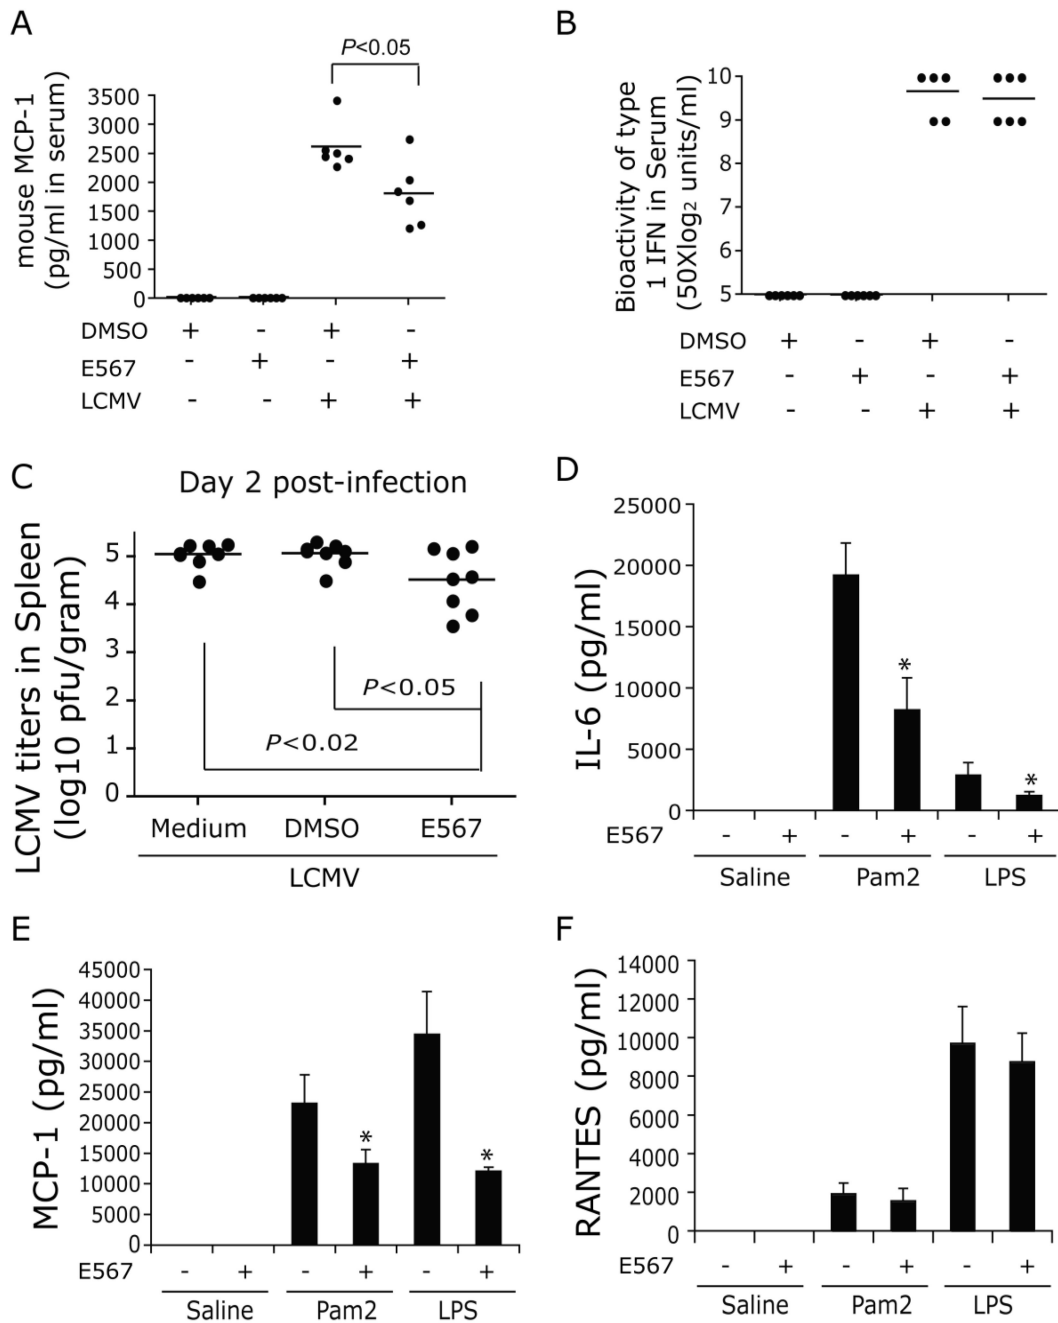 A
P<0.05
mouse MCP-1
(pg/ml in serum)
3500
3000
2500
2000
1500
1000
500
0
DMSO + - + -
E567 - + - +
LCMV - - + +
B
Bioactivity of type
1 IFN in Serum
(50Xlog2 units/ml)
10
9
8
7
6
5
DMSO + - + -
E567 - + - +
LCMV - - + +
C
Day 2 post-infection
LCMV titers in Spleen
(log10 pfu/gram)
5
4
3
2
1
0
P<0.05
P<0.02
Medium DMSO E567
LCMV
D
IL-6 (pg/ml)
25000
20000
15000
10000
5000
0
*
*
E567 - + - + - +
Saline Pam2 LPS
E
MCP-1 (pg/ml)
45000
40000
35000
30000
25000
20000
15000
10000
5000
0
*
*
E567 - + - + - +
Saline Pam2 LPS
F
RANTES (pg/ml)
14000
12000
10000
8000
6000
4000
2000
0
E567 - + - + - +
Saline Pam2 LPS